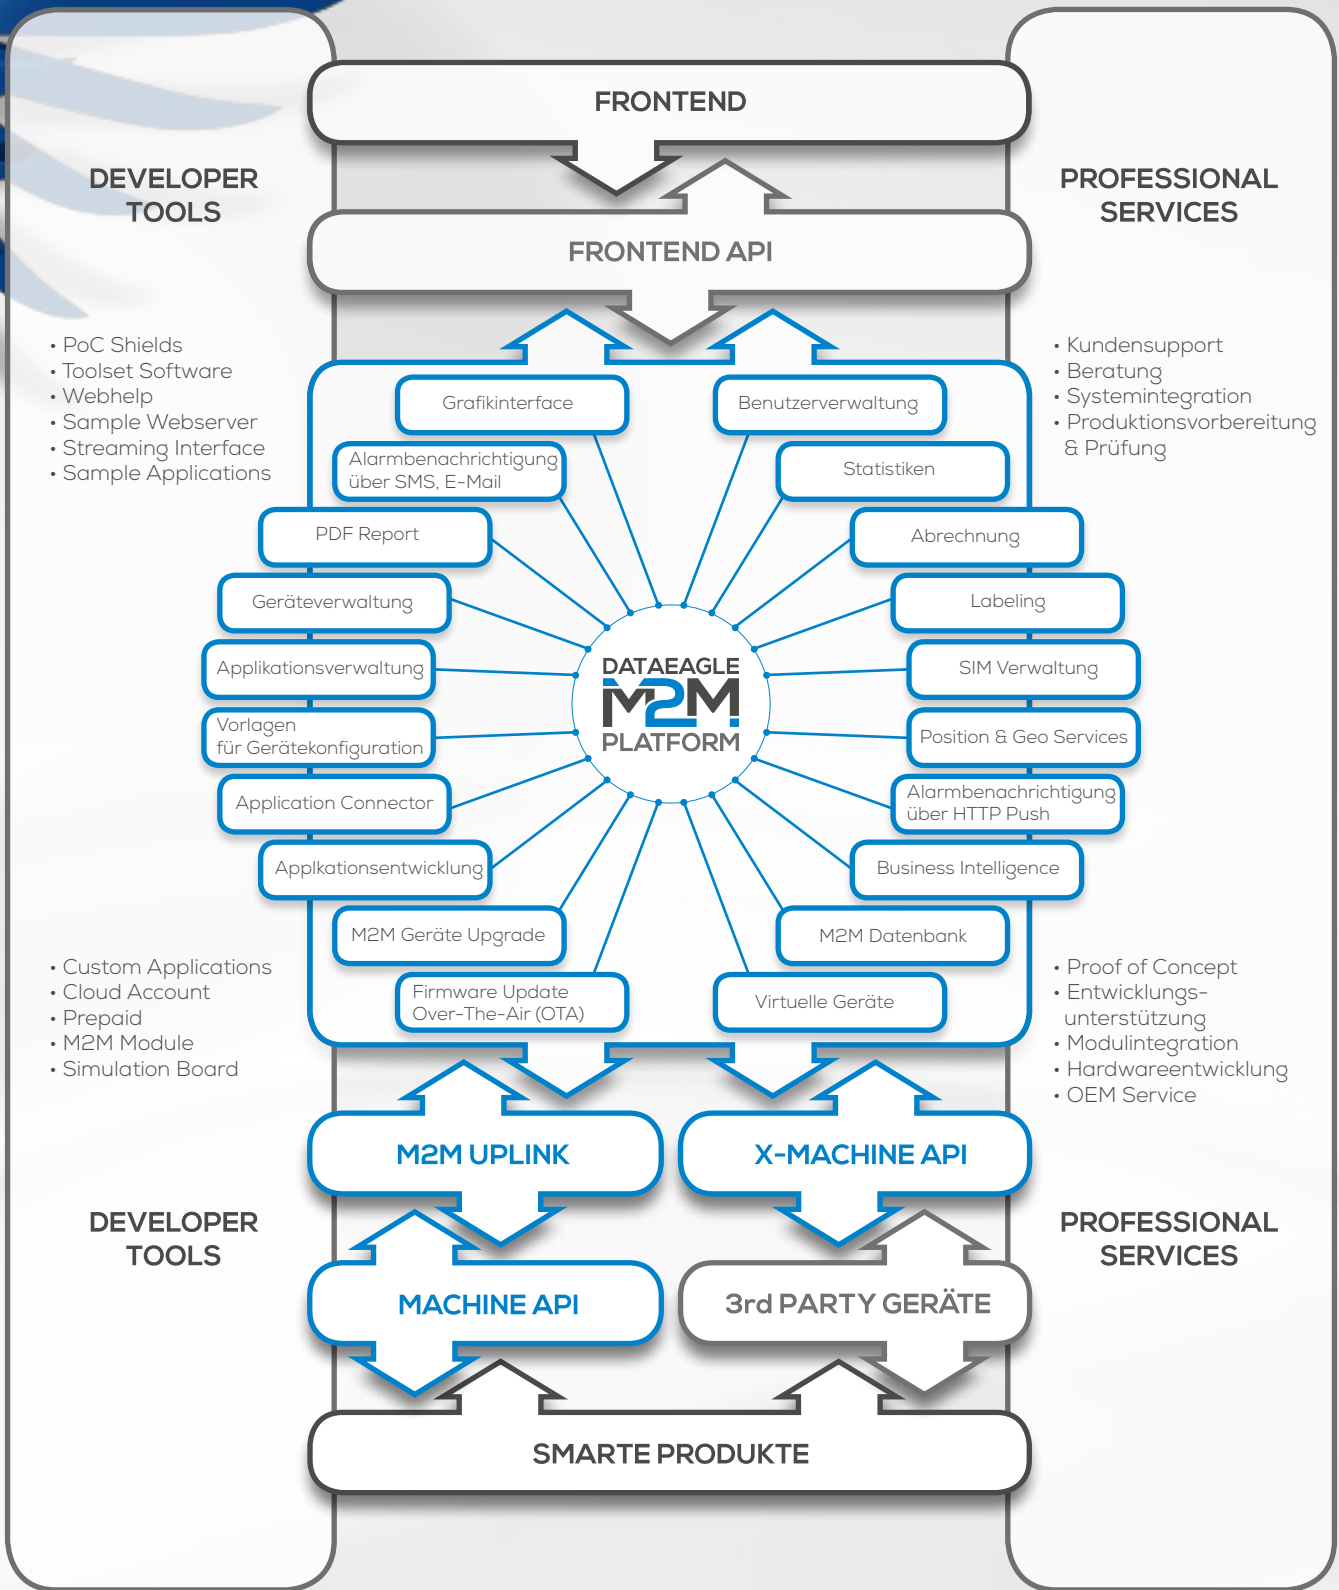 FRONTEND
DEVELOPER
TOOLS
PROFESSIONAL
SERVICES
FRONTEND API
• PoC Shields
• Toolset Software
• Webhelp
• Sample Webserver
• Streaming Interface
• Sample Applications
• Kundensupport
• Beratung
• Systemintegration
• Produktionsvorbereitung
& Prüfung
Grafikinterface
Benutzerverwaltung
Alarmbenachrichtigung
über SMS, E-Mail
Statistiken
PDF Report
Abrechnung
Geräteverwaltung
Labeling
Applikationsverwaltung
SIM Verwaltung
Vorlagen
für Gerätekonfiguration
Position & Geo Services
Application Connector
Alarmbenachrichtigung
über HTTP Push
Applkationsentwicklung
Business Intelligence
M2M Geräte Upgrade
M2M Datenbank
Firmware Update
Over-The-Air (OTA)
Virtuelle Geräte
DATAEAGLE
M2M
PLATFORM
• Custom Applications
• Cloud Account
• Prepaid
• M2M Module
• Simulation Board
• Proof of Concept
• Entwicklungs-
unterstützung
• Modulintegration
• Hardwareentwicklung
• OEM Service
M2M UPLINK
X-MACHINE API
DEVELOPER
TOOLS
PROFESSIONAL
SERVICES
MACHINE API
3rd PARTY GERÄTE
SMARTE PRODUKTE